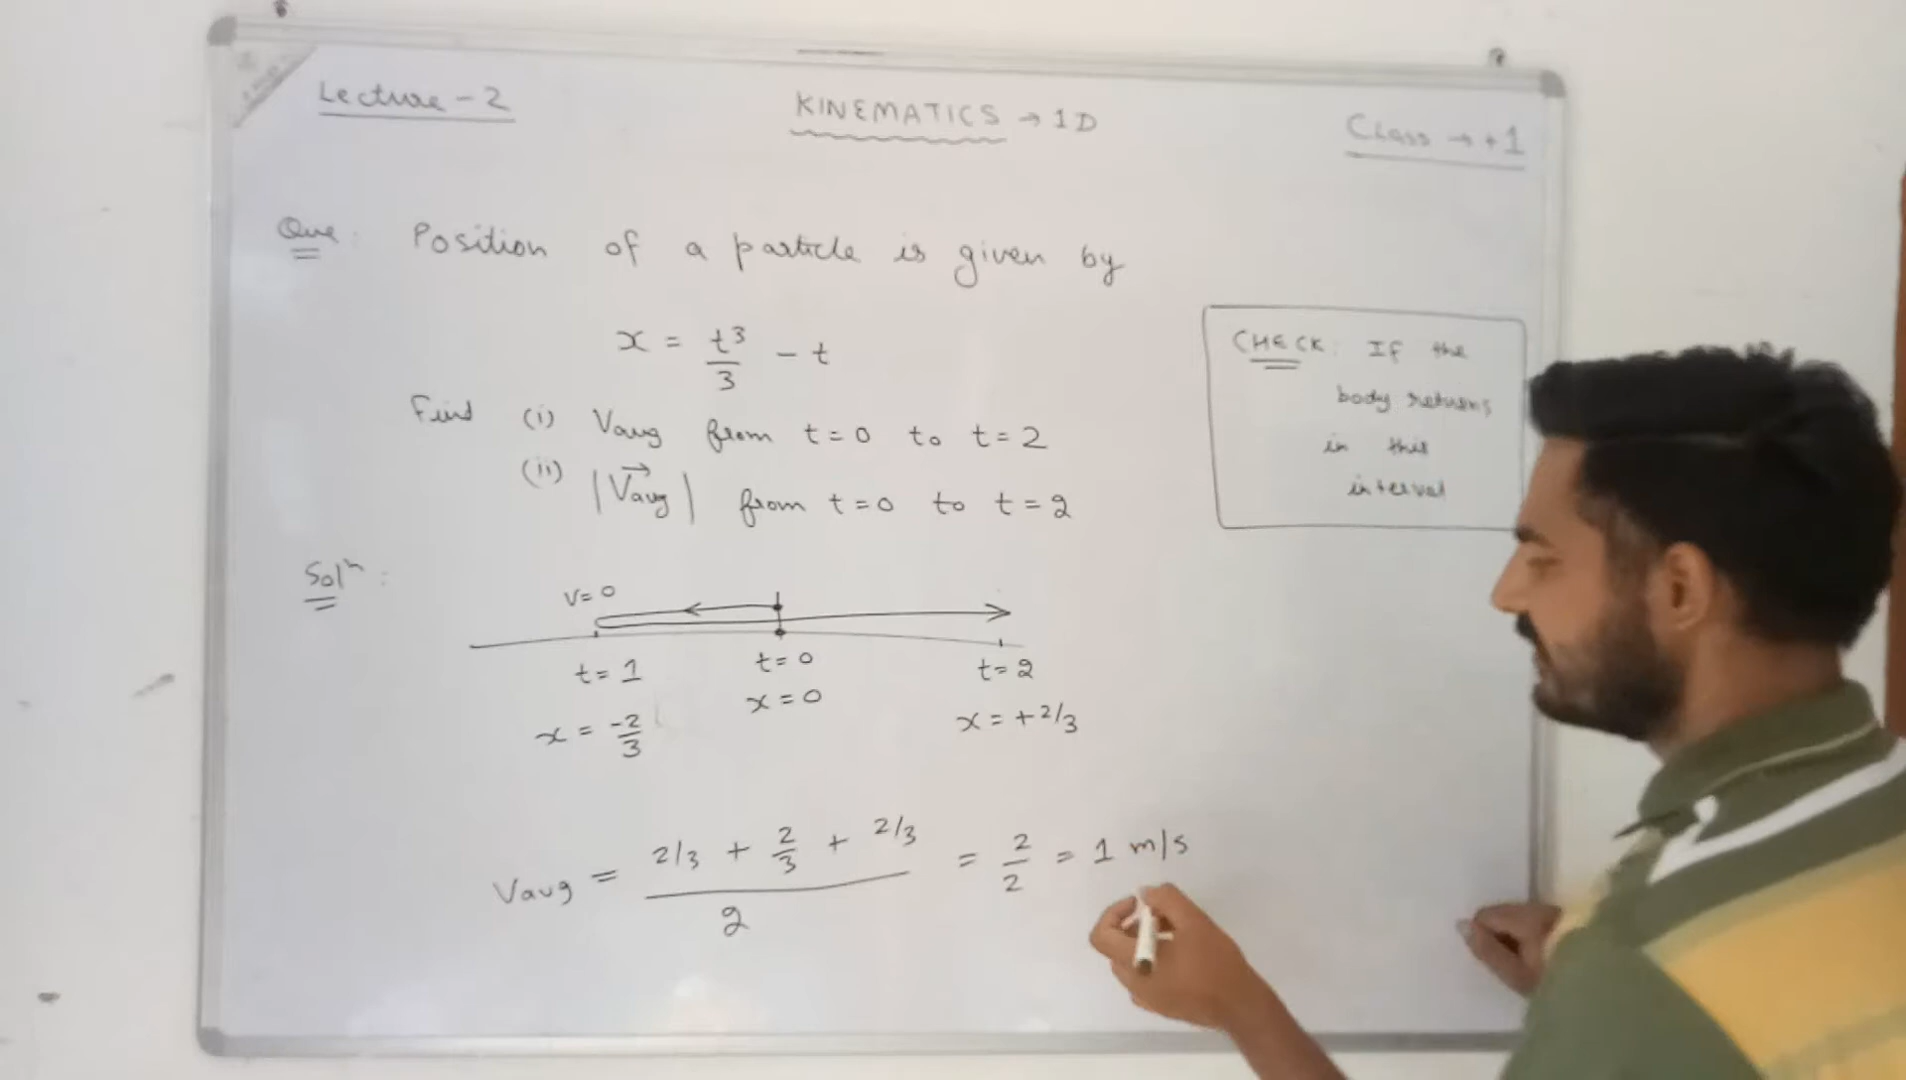 Lecture - 2
KINEMATICS → 1D
Class → +1
Que: Position of a particle is given by
x = t³/3 - t
Find (i) Vavg from t=0 to t=2
(ii) |V⃗avg| from t=0 to t=2
CHECK: If the
body returns
in this
interval
Solⁿ:
V=0
t=1 t=0 t=2
x = -2/3 x=0 x=+2/3
Vavg = (2/3 + 2/3 + 2/3)/2 = 2/2 = 1 m/s